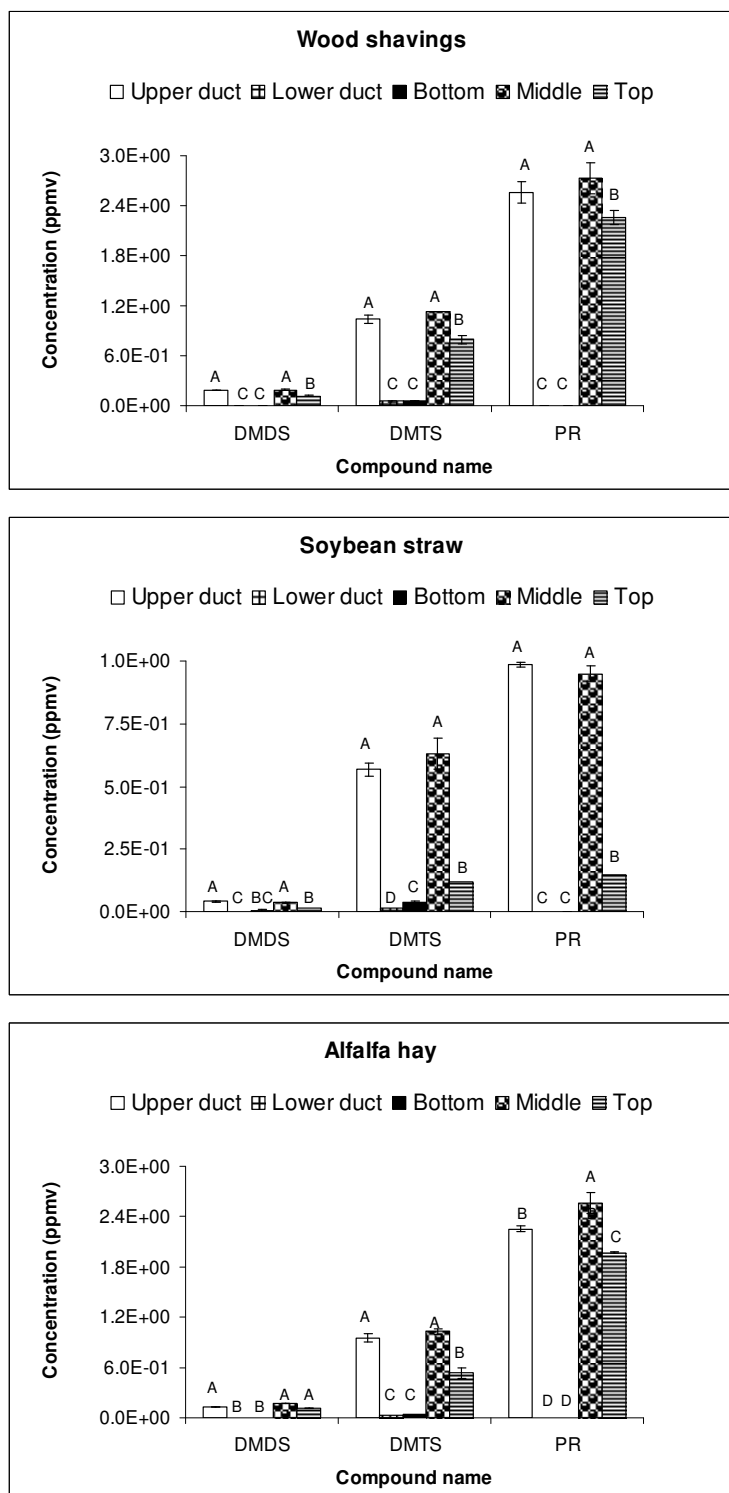 Wood shavings
Upper duct Lower duct Bottom Middle Top
Concentration (ppmv)
3.0E+00
2.4E+00
1.8E+00
1.2E+00
6.0E-01
0.0E+00
A C C A B
A C C A B
A C C A B
DMDS DMTS PR
Compound name
Soybean straw
Upper duct Lower duct Bottom Middle Top
Concentration (ppmv)
1.0E+00
7.5E-01
5.0E-01
2.5E-01
0.0E+00
A C BC A B
A D C A B
A C C A B
DMDS DMTS PR
Compound name
Alfalfa hay
Upper duct Lower duct Bottom Middle Top
Concentration (ppmv)
3.0E+00
2.4E+00
1.8E+00
1.2E+00
6.0E-01
0.0E+00
A B B A A
A C C A B
B D D A C
DMDS DMTS PR
Compound name